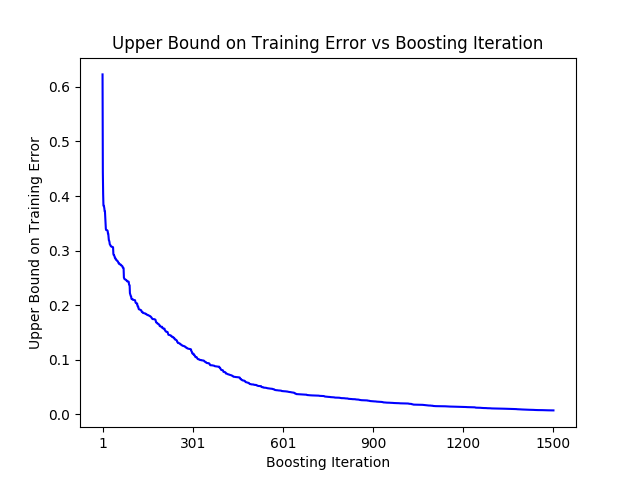 Upper Bound on Training Error vs Boosting Iteration
Upper Bound on Training Error
0.6
0.5
0.4
0.3
0.2
0.1
0.0
1 301 601 900 1200 1500
Boosting Iteration